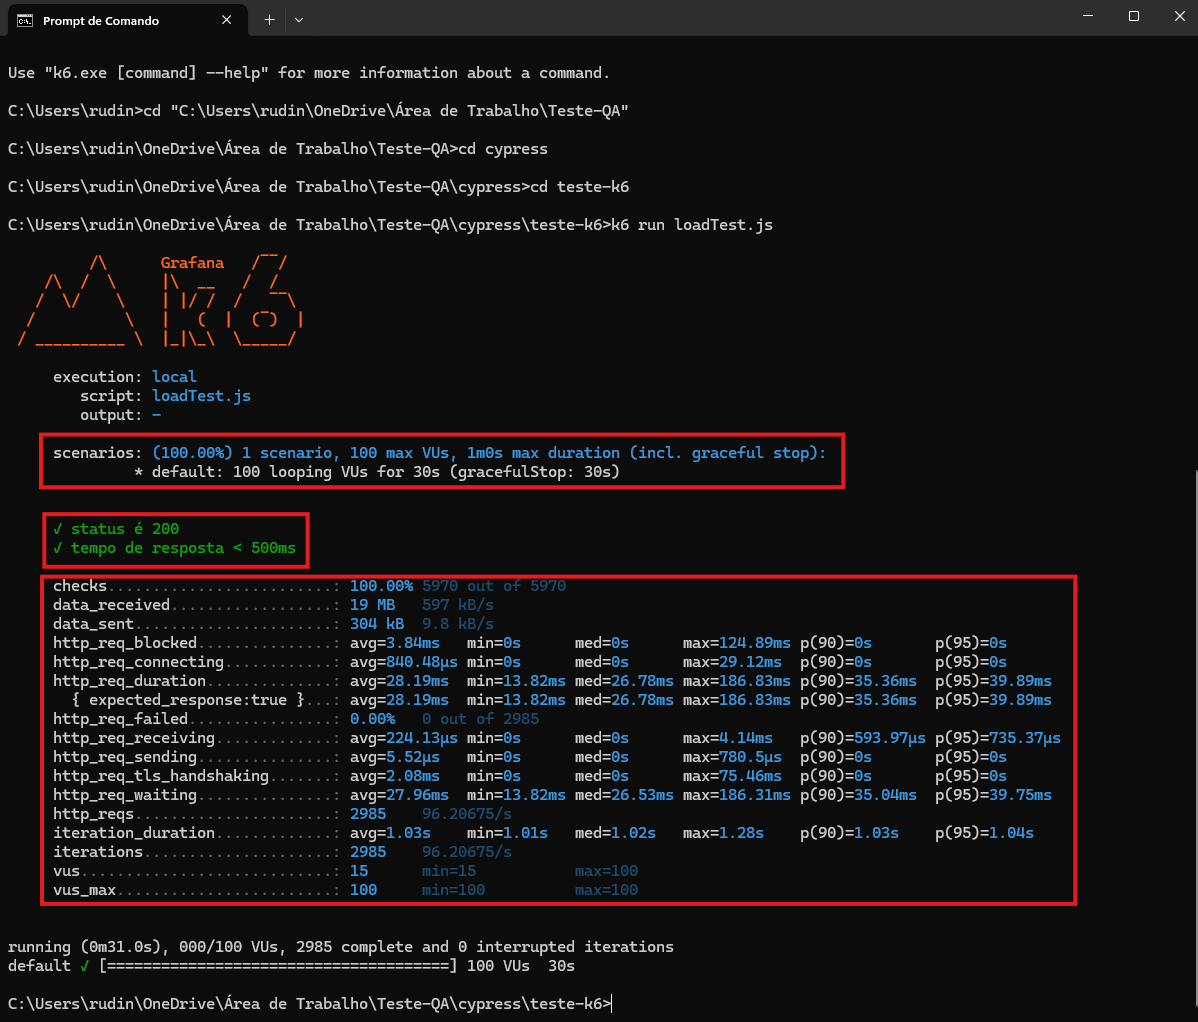 Prompt de Comando
Use "k6.exe [command] --help" for more information about a command.
C:\Users\rudin>cd "C:\Users\rudin\OneDrive\Área de Trabalho\Teste-QA"
C:\Users\rudin\OneDrive\Área de Trabalho\Teste-QA>cd cypress
C:\Users\rudin\OneDrive\Área de Trabalho\Teste-QA\cypress>cd teste-k6
C:\Users\rudin\OneDrive\Área de Trabalho\Teste-QA\cypress\teste-k6>k6 run loadTest.js
Grafana
execution: local
script: loadTest.js
output: -
scenarios: (100.00%) 1 scenario, 100 max VUs, 1m0s max duration (incl. graceful stop):
* default: 100 looping VUs for 30s (gracefulStop: 30s)
✓ status é 200
✓ tempo de resposta < 500ms
checks.........................: 100.00% 5970 out of 5970
data_received..................: 19 MB 597 kB/s
data_sent......................: 304 kB 9.8 kB/s
http_req_blocked...............: avg=3.84ms min=0s med=0s max=124.89ms p(90)=0s p(95)=0s
http_req_connecting............: avg=840.48µs min=0s med=0s max=29.12ms p(90)=0s p(95)=0s
http_req_duration..............: avg=28.19ms min=13.82ms med=26.78ms max=186.83ms p(90)=35.36ms p(95)=39.89ms
{ expected_response:true }...: avg=28.19ms min=13.82ms med=26.78ms max=186.83ms p(90)=35.36ms p(95)=39.89ms
http_req_failed................: 0.00% 0 out of 2985
http_req_receiving.............: avg=224.13µs min=0s med=0s max=4.14ms p(90)=593.97µs p(95)=735.37µs
http_req_sending...............: avg=5.52µs min=0s med=0s max=780.5µs p(90)=0s p(95)=0s
http_req_tls_handshaking.......: avg=2.08ms min=0s med=0s max=75.46ms p(90)=0s p(95)=0s
http_req_waiting...............: avg=27.96ms min=13.82ms med=26.53ms max=186.31ms p(90)=35.04ms p(95)=39.75ms
http_reqs......................: 2985 96.20675/s
iteration_duration.............: avg=1.03s min=1.01s med=1.02s max=1.28s p(90)=1.03s p(95)=1.04s
iterations.....................: 2985 96.20675/s
vus............................: 15 min=15 max=100
vus_max........................: 100 min=100 max=100
running (0m31.0s), 000/100 VUs, 2985 complete and 0 interrupted iterations
default ✓ [======================================] 100 VUs 30s
C:\Users\rudin\OneDrive\Área de Trabalho\Teste-QA\cypress\teste-k6>